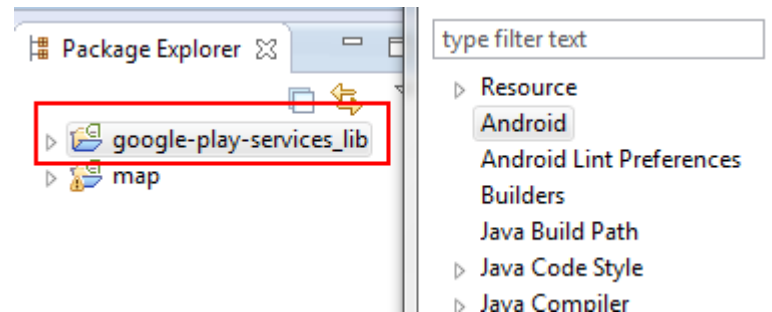 Package Explorer
google-play-services_lib
map
type filter text
Resource
Android
Android Lint Preferences
Builders
Java Build Path
Java Code Style
Java Compiler